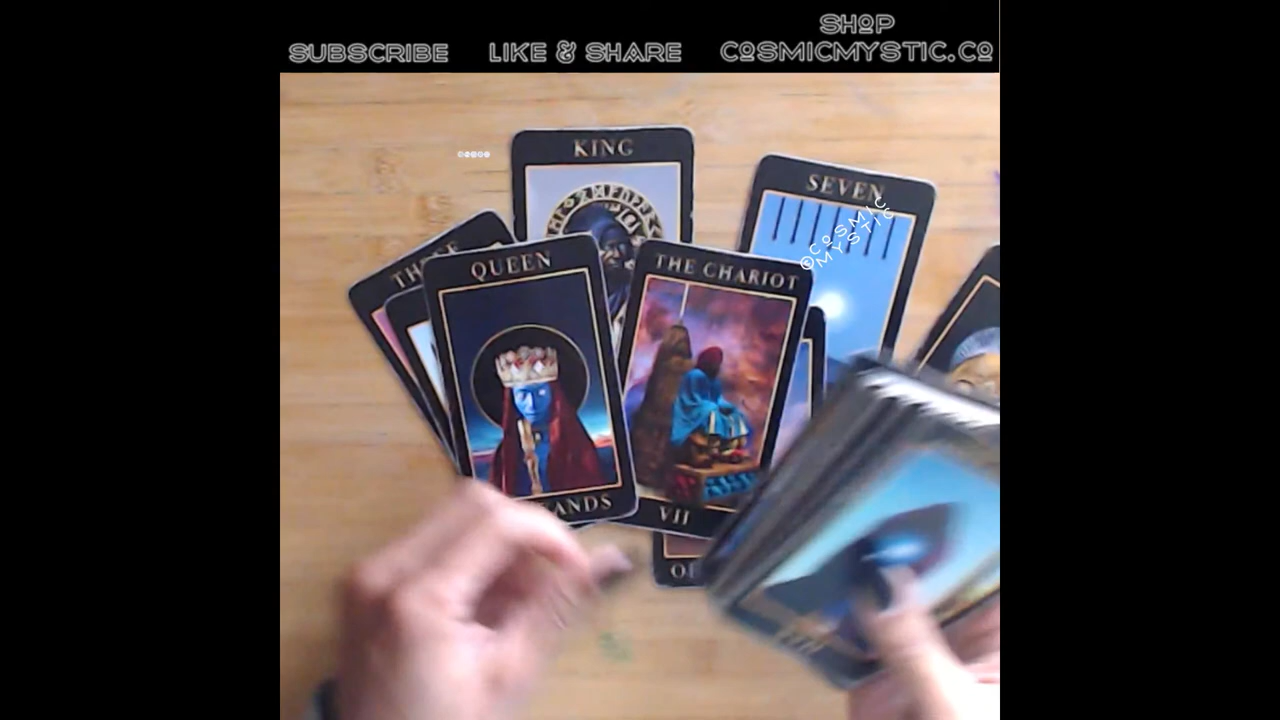 SHOP
SUBSCRIBE LIKE & SHARE COSMICMYSTIC.CO
KING
SEVEN
©COSMIC
MYSTIC
QUEEN
THE CHARIOT
VII